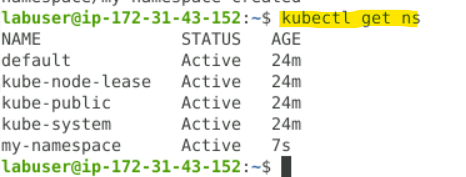 labuser@ip-172-31-43-152:~$ kubectl get ns
NAME STATUS AGE
default Active 24m
kube-node-lease Active 24m
kube-public Active 24m
kube-system Active 24m
my-namespace Active 7s
labuser@ip-172-31-43-152:~$